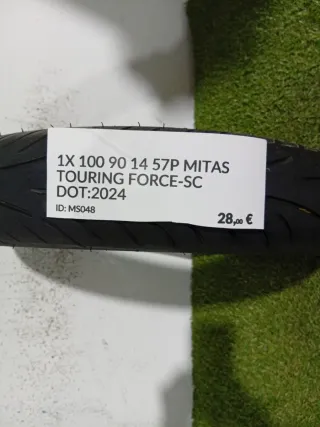 1X 100 90 14 57P MITAS
TOURING FORCE-SC
DOT:2024
ID: MS048
28,00 €